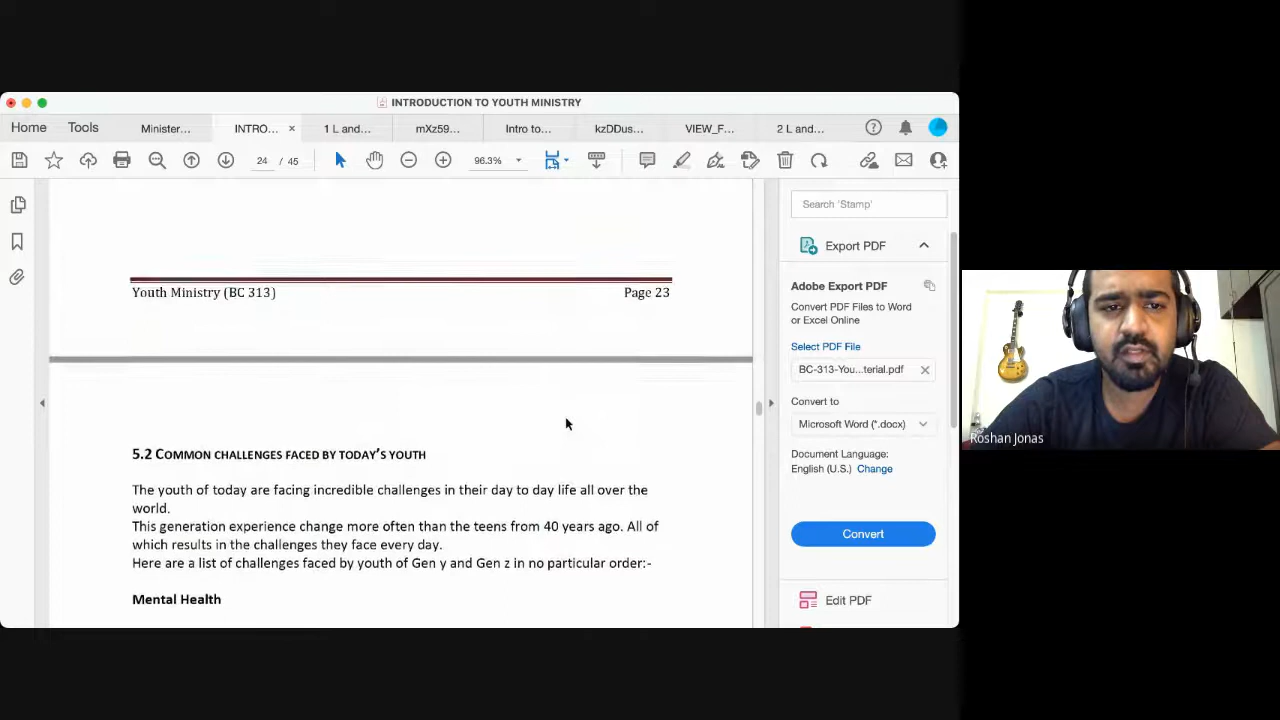 INTRODUCTION TO YOUTH MINISTRY
Home Tools Minister... INTRO... × 1 L and... mXz59... Intro to... kzDDus... VIEW_F... 2 L and...
24 / 45 96.3%
Search 'Stamp'
Export PDF
Adobe Export PDF
Convert PDF Files to Word
or Excel Online
Select PDF File
BC-313-You...terial.pdf
Convert to
Microsoft Word (*.docx)
Document Language:
English (U.S.) Change
Convert
Edit PDF
Youth Ministry (BC 313) Page 23
5.2 COMMON CHALLENGES FACED BY TODAY'S YOUTH
The youth of today are facing incredible challenges in their day to day life all over the
world.
This generation experience change more often than the teens from 40 years ago. All of
which results in the challenges they face every day.
Here are a list of challenges faced by youth of Gen y and Gen z in no particular order:-
Mental Health
Roshan Jonas